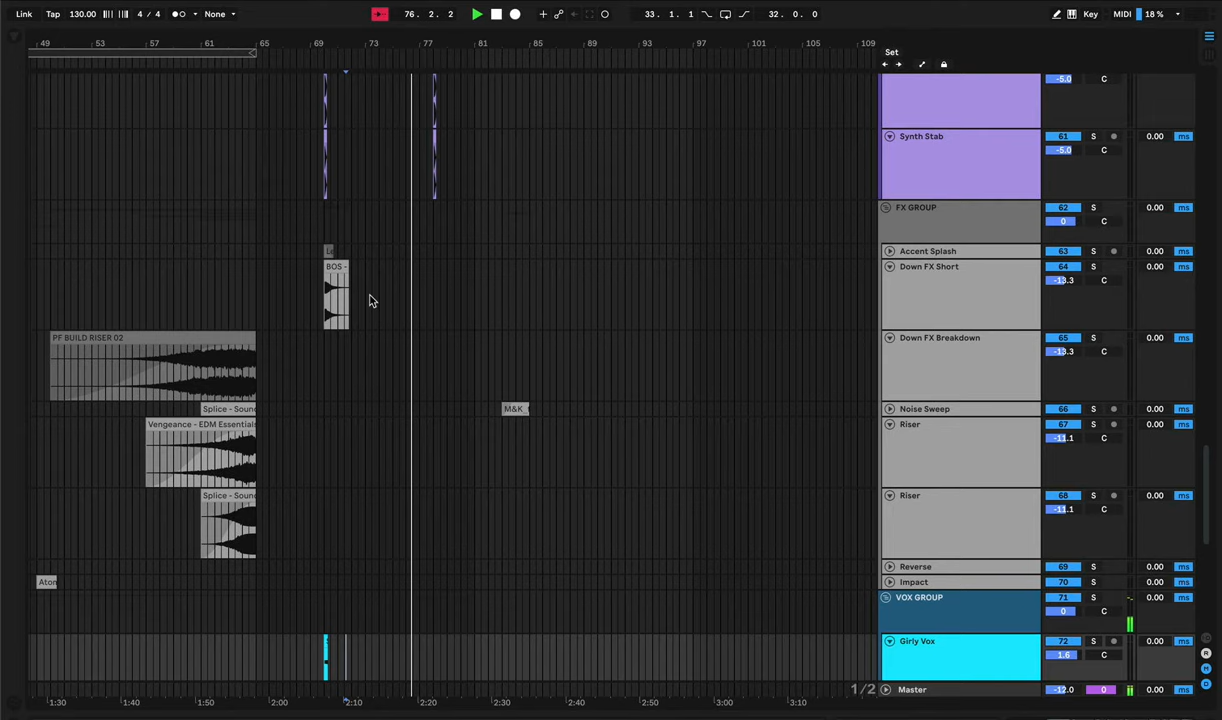 Link Tap 130.00 4 / 4 None 76. 2. 2 33. 1. 1 32. 0. 0 Key MIDI 18 %
49 53 57 61 65 69 73 77 81 85 89 93 97 101 105 109
Set
-5.0 C
Synth Stab 61 S 0.00 ms
-5.0 C
FX GROUP 62 S 0.00 ms
0 C
Accent Splash 63 S 0.00 ms
BOS - Down FX Short 64 S 0.00 ms
-13.3 C
PF BUILD RISER 02 Down FX Breakdown 65 S 0.00 ms
-13.3 C
Splice - Sound M&K Noise Sweep 66 S 0.00 ms
Vengeance - EDM Essentials Riser 67 S 0.00 ms
-11.1 C
Splice - Sound Riser 68 S 0.00 ms
-11.1 C
Reverse 69 S 0.00 ms
Aton Impact 70 S 0.00 ms
VOX GROUP 71 S 0.00 ms
0 C
Girly Vox 72 S 0.00 ms
1.6 C
1/2 Master -12.0 0 0.00 ms
1:30 1:40 1:50 2:00 2:10 2:20 2:30 2:40 2:50 3:00 3:10
R
M
D